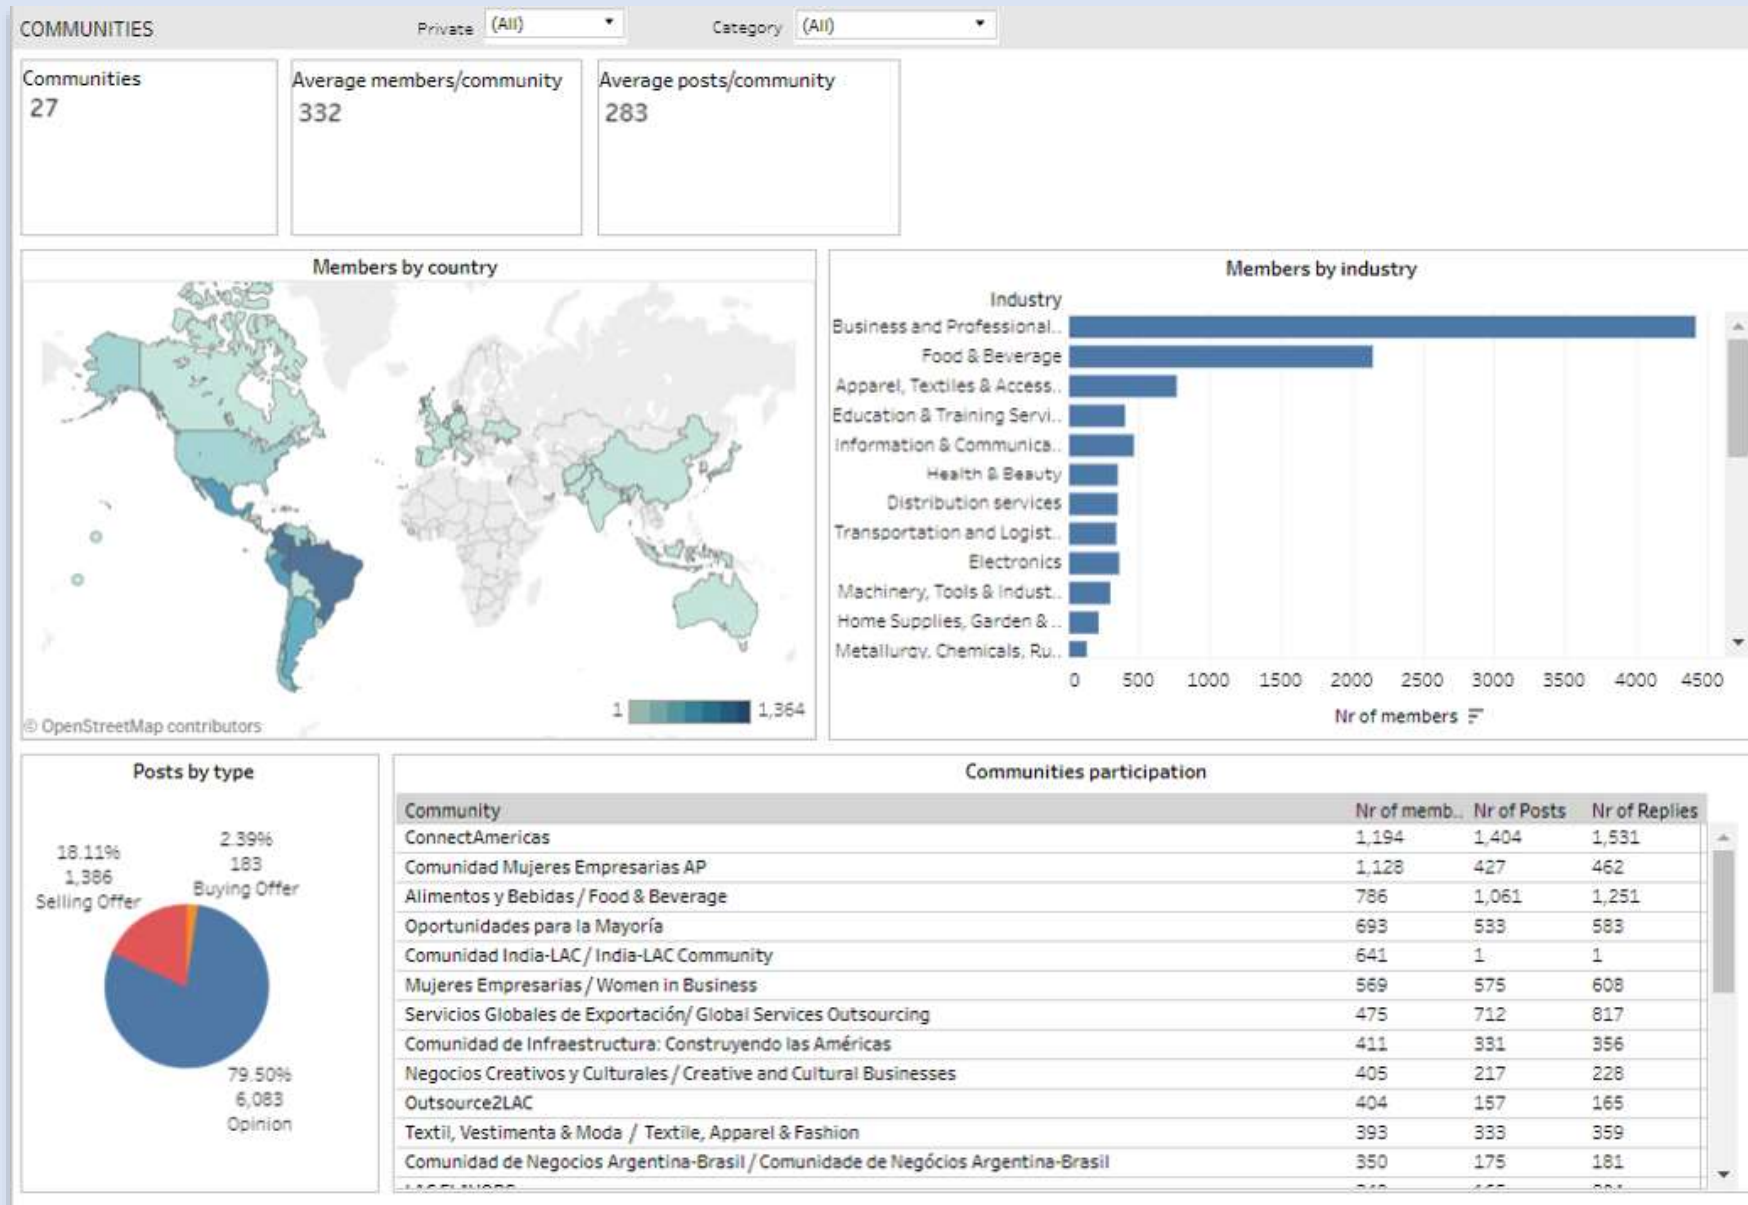 COMMUNITIES Private (All) Category (All)
Communities
27
Average members/community
332
Average posts/community
283
Members by country
1 1,364
© OpenStreetMap contributors
Members by industry
Industry
Business and Professional..
Food & Beverage
Apparel, Textiles & Access..
Education & Training Servi..
Information & Communica..
Health & Beauty
Distribution services
Transportation and Logist..
Electronics
Machinery, Tools & Indust..
Home Supplies, Garden & ..
Metallurgy, Chemicals, Ru..
0 500 1000 1500 2000 2500 3000 3500 4000 4500
Nr of members
Posts by type
2.39%
183
Buying Offer
18.11%
1,386
Selling Offer
79.50%
6,083
Opinion
Communities participation
Community Nr of memb.. Nr of Posts Nr of Replies
ConnectAmericas 1,194 1,404 1,531
Comunidad Mujeres Empresarias AP 1,128 427 462
Alimentos y Bebidas / Food & Beverage 786 1,061 1,251
Oportunidades para la Mayoría 693 533 583
Comunidad India-LAC / India-LAC Community 641 1 1
Mujeres Empresarias / Women in Business 569 575 608
Servicios Globales de Exportación/ Global Services Outsourcing 475 712 817
Comunidad de Infraestructura: Construyendo las Américas 411 331 356
Negocios Creativos y Culturales / Creative and Cultural Businesses 405 217 228
Outsource2LAC 404 157 165
Textil, Vestimenta & Moda / Textile, Apparel & Fashion 393 333 359
Comunidad de Negocios Argentina-Brasil / Comunidade de Negócios Argentina-Brasil 350 175 181